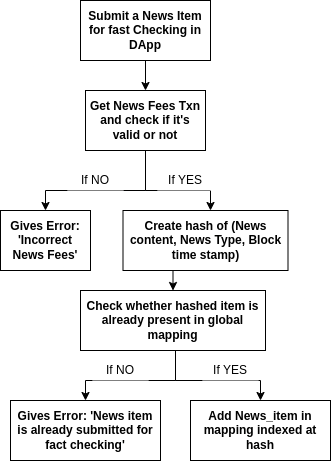 Submit a News Item
for fast Checking in
DApp
Get News Fees Txn
and check if it's
valid or not
If NO
If YES
Gives Error:
'Incorrect
News Fees'
Create hash of (News
content, News Type, Block
time stamp)
Check whether hashed item is
already present in global
mapping
If NO
If YES
Gives Error: 'News item
is already submitted for
fact checking'
Add News_item in
mapping indexed at
hash